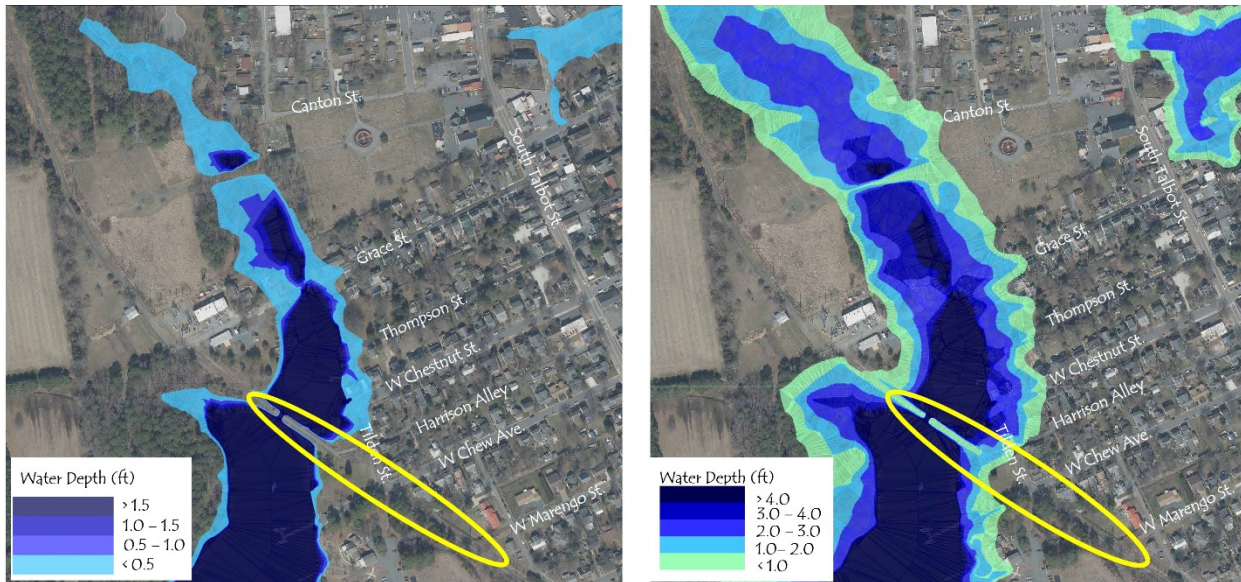 Canton St.
South Talbot St.
Grace St.
Thompson St.
W Chestnut St.
Harrison Alley
Tilden St.
W Chew Ave.
W Marengo St.
Water Depth (ft)
> 1.5
1.0 – 1.5
0.5 – 1.0
< 0.5
Canton St.
South Talbot St.
Grace St.
Thompson St.
W Chestnut St.
Harrison Alley
Tilden St.
W Chew Ave.
W Marengo St.
Water Depth (ft)
> 4.0
3.0 – 4.0
2.0 – 3.0
1.0 – 2.0
< 1.0